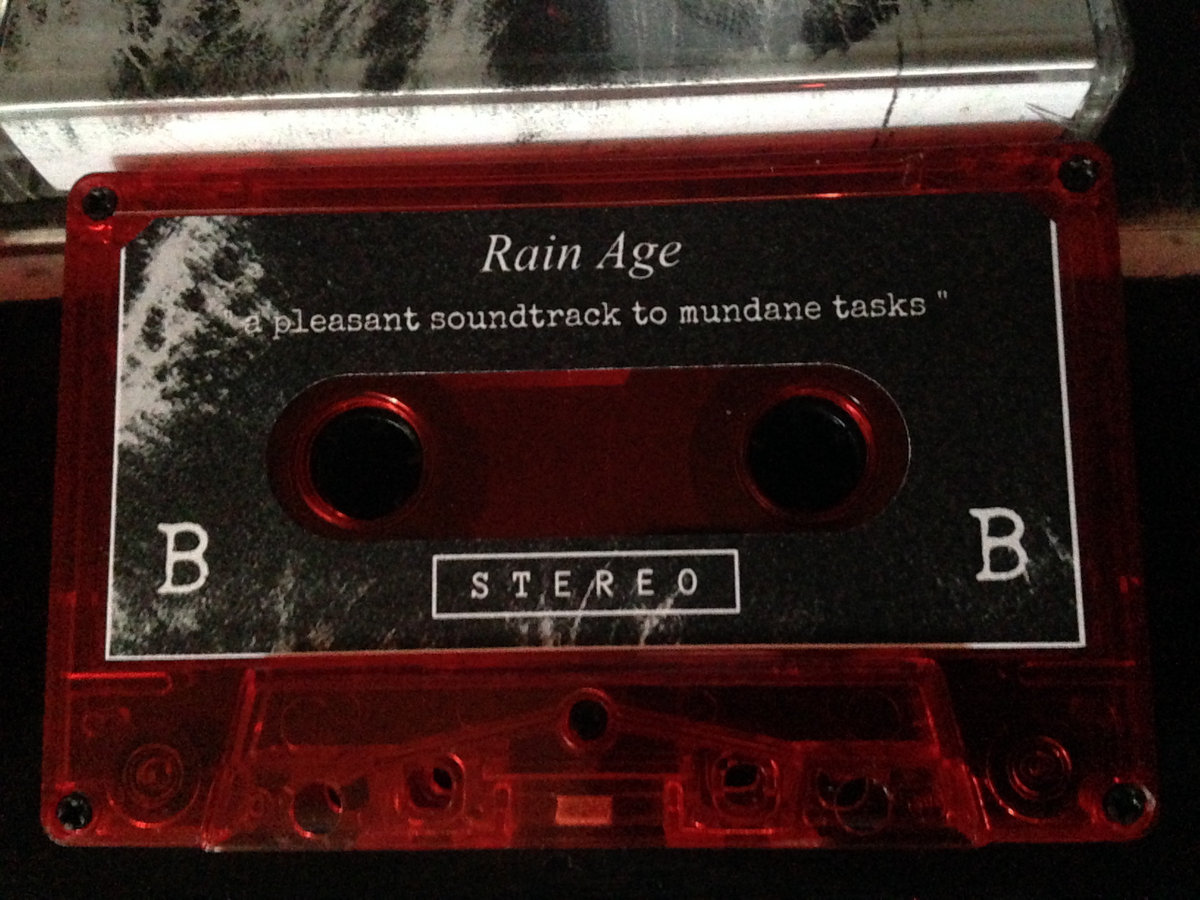 Rain Age
" a pleasant soundtrack to mundane tasks "
B B
STEREO